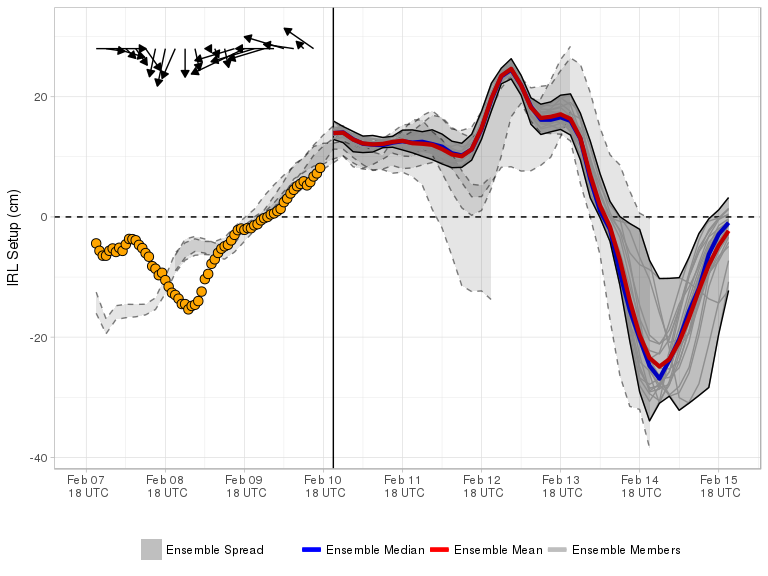 IRL Setup (cm)
20
0
-20
-40
Feb 07 Feb 08 Feb 09 Feb 10 Feb 11 Feb 12 Feb 13 Feb 14 Feb 15
18 UTC 18 UTC 18 UTC 18 UTC 18 UTC 18 UTC 18 UTC 18 UTC 18 UTC
Ensemble Spread Ensemble Median Ensemble Mean Ensemble Members